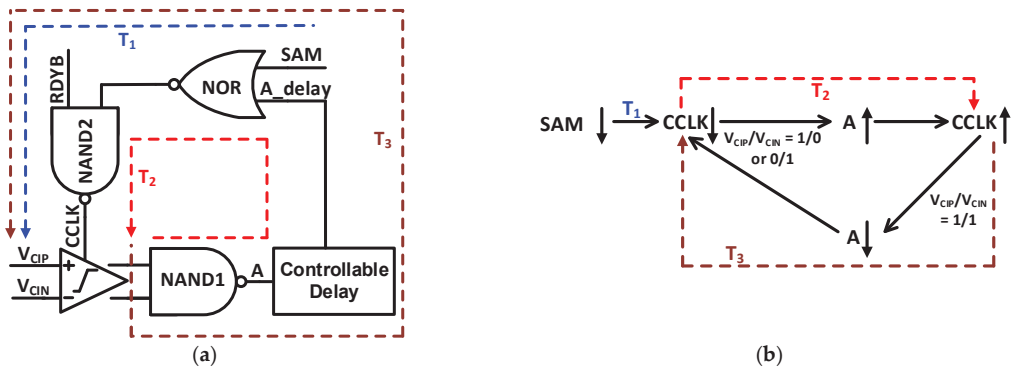 T1
SAM
RDYB
NOR
A_delay
NAND2
T3
T2
CCLK
VCIP
+
VCIN
−
NAND1
A
Controllable
Delay
(a)
T2
SAM
T1
CCLK
A
CCLK
VCIP/VCIN = 1/0
or 0/1
VCIP/VCIN
= 1/1
A
T3
(b)